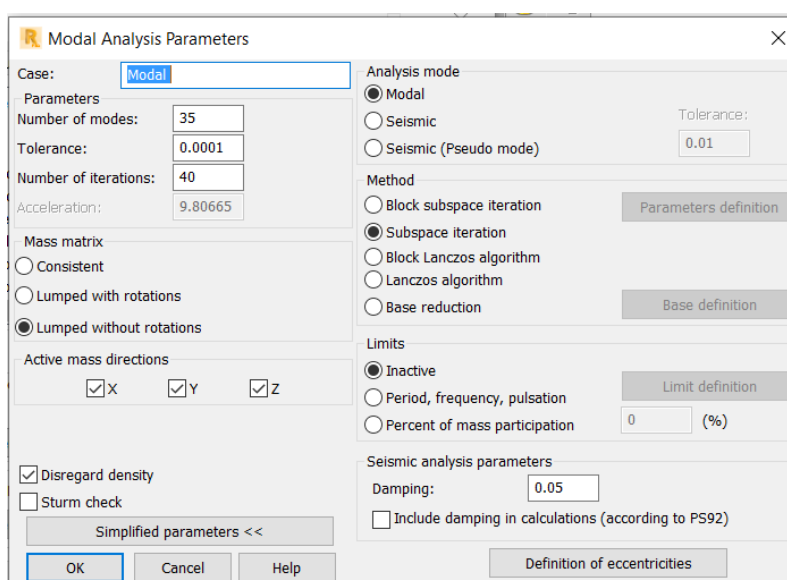 Modal Analysis Parameters
Case: Modal
Parameters
Number of modes: 35
Tolerance: 0.0001
Number of iterations: 40
Acceleration: 9.80665
Mass matrix
Consistent
Lumped with rotations
Lumped without rotations
Active mass directions
X Y Z
Disregard density
Sturm check
Simplified parameters <<
OK Cancel Help
Analysis mode
Modal
Seismic
Seismic (Pseudo mode)
Tolerance:
0.01
Method
Block subspace iteration
Parameters definition
Subspace iteration
Block Lanczos algorithm
Lanczos algorithm
Base reduction
Base definition
Limits
Inactive
Limit definition
Period, frequency, pulsation
Percent of mass participation 0 (%)
Seismic analysis parameters
Damping: 0.05
Include damping in calculations (according to PS92)
Definition of eccentricities